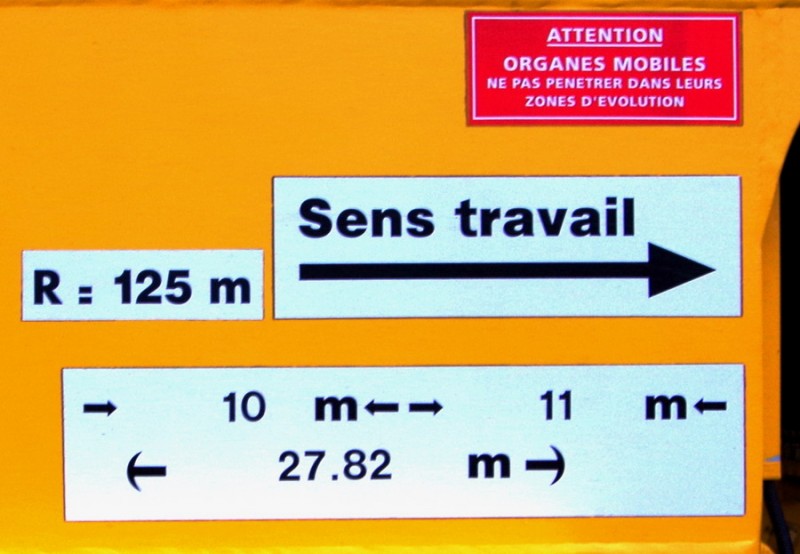 ATTENTION
ORGANES MOBILES
NE PAS PENETRER DANS LEURS
ZONES D'EVOLUTION
Sens travail
R = 125 m
→ 10 m ← → 11 m ←
(← 27.82 m →)